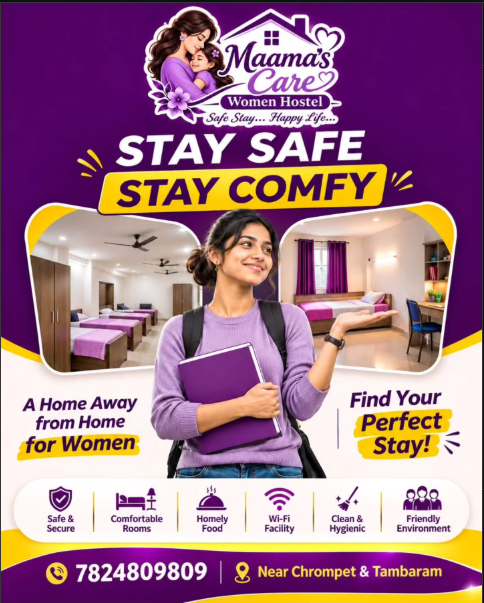 Maama's
Care
Women Hostel
Safe Stay... Happy Life...
STAY SAFE
STAY COMFY
A Home Away
from Home
for Women
Find Your
Perfect
Stay!
Safe &
Secure
Comfortable
Rooms
Homely
Food
Wi-Fi
Facility
Clean &
Hygienic
Friendly
Environment
7824809809
Near Chrompet & Tambaram